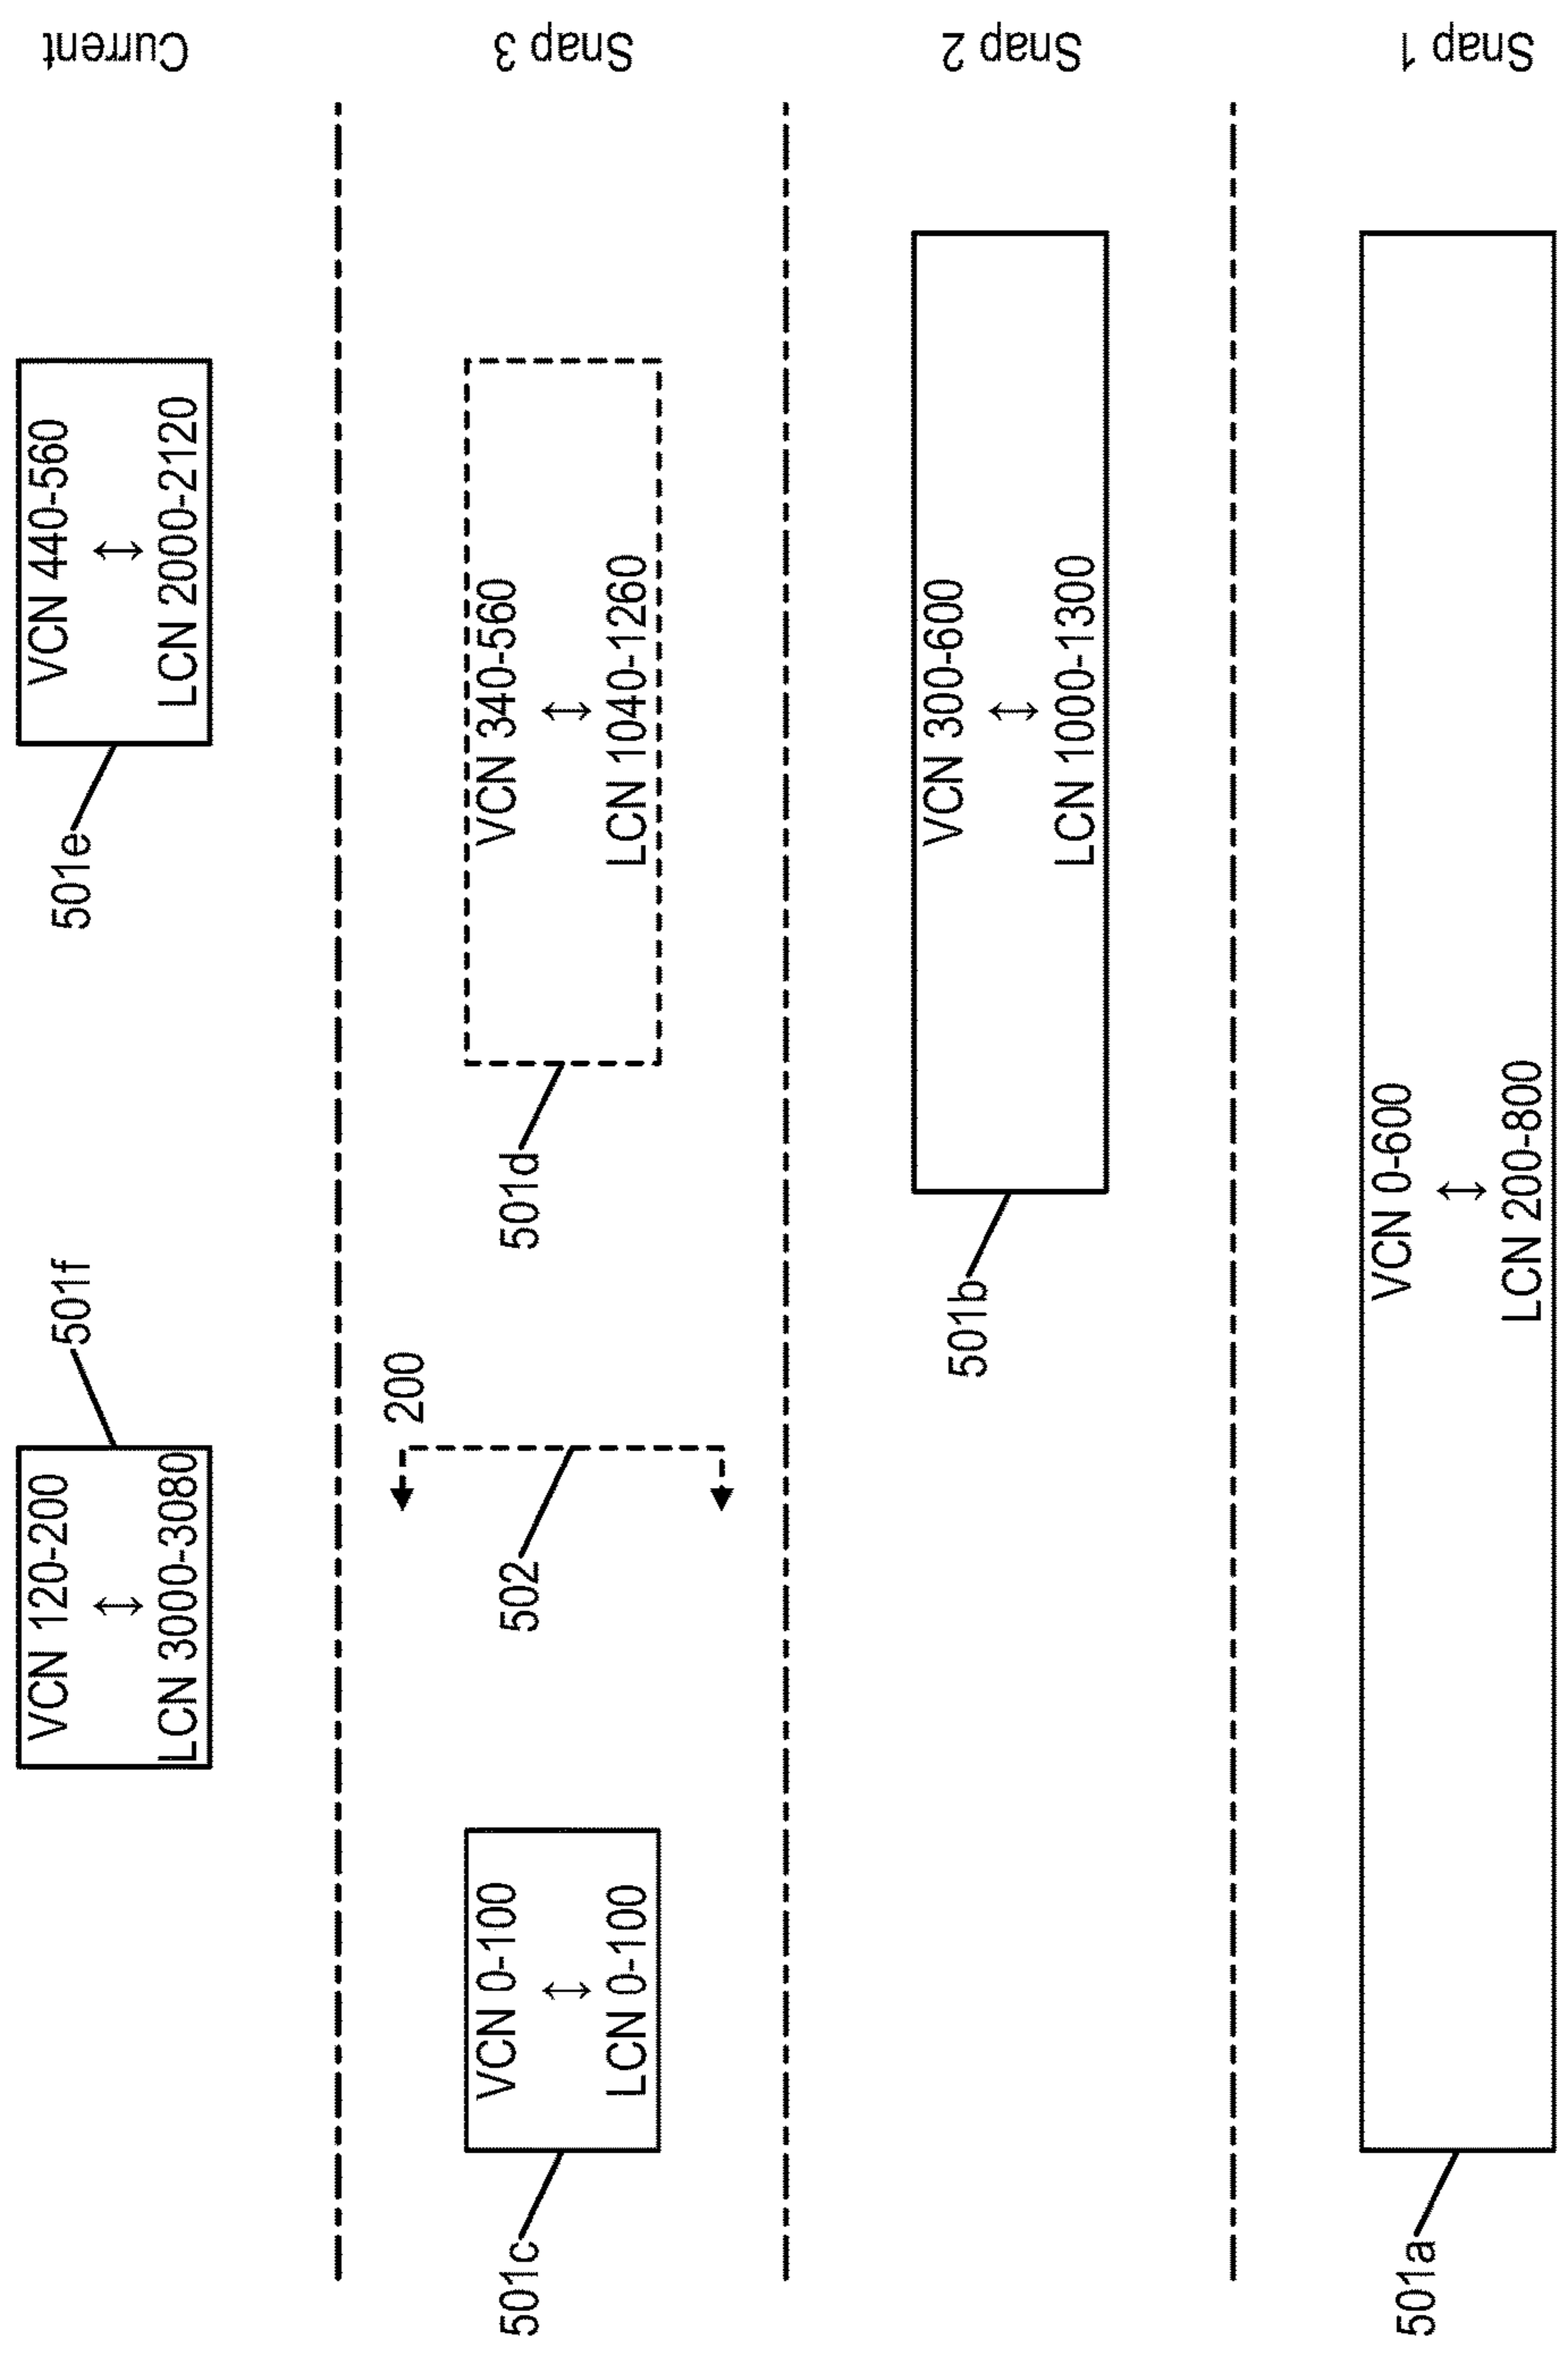 Current
VCN 120-200
↔
LCN 3000-3080
501f
VCN 440-560
↔
LCN 2000-2120
501e
Snap 3
VCN 0-100
↔
LCN 0-100
501c
200
502
VCN 340-560
↔
LCN 1040-1260
501d
Snap 2
VCN 300-600
↔
LCN 1000-1300
501b
Snap 1
VCN 0-600
↔
LCN 200-800
501a